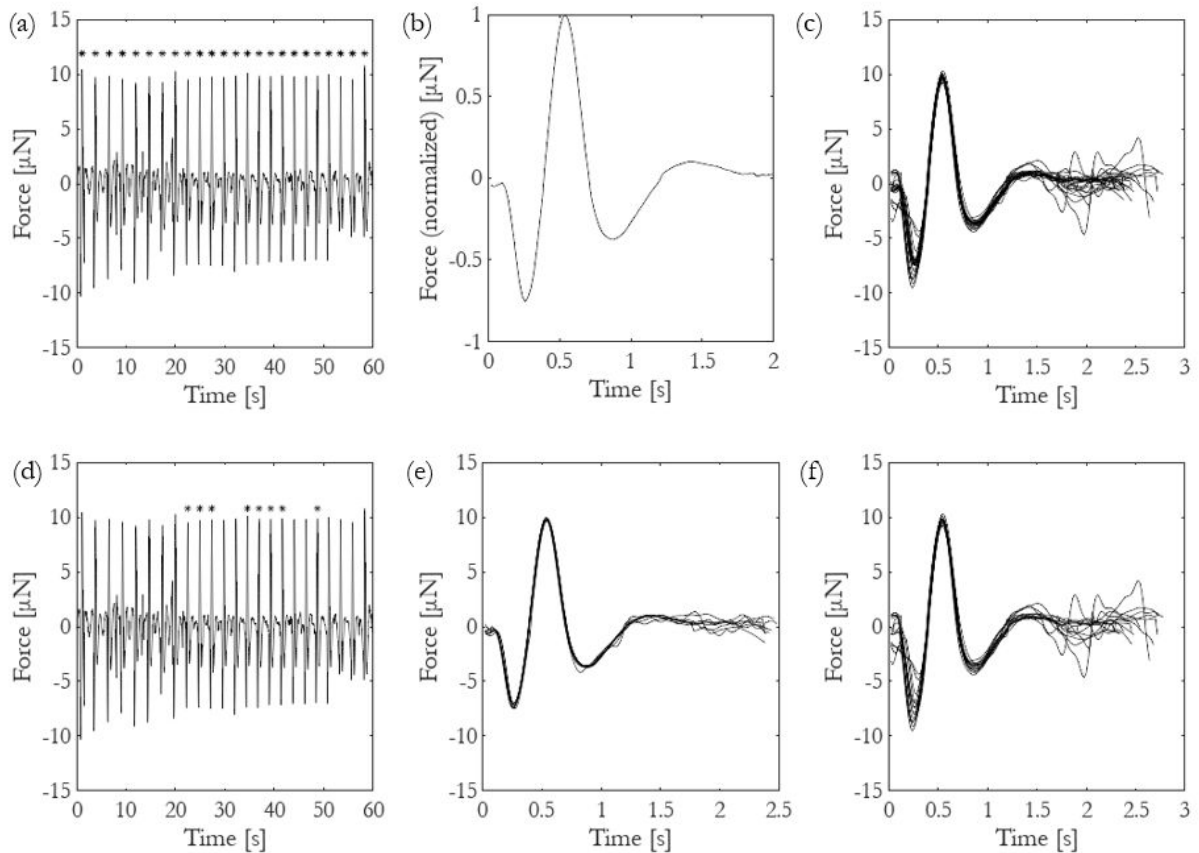 (a)
15
10
5
0
-5
-10
-15
Force [µN]
* * * * * * * * * * * * * * * * * * * * * * * *
0 10 20 30 40 50 60
Time [s]
(b)
1
0.5
0
-0.5
-1
Force (normalized) [µN]
0 0.5 1 1.5 2
Time [s]
(c)
15
10
5
0
-5
-10
-15
Force [µN]
0 0.5 1 1.5 2 2.5 3
Time [s]
(d)
15
10
5
0
-5
-10
-15
Force [µN]
* * * * * * * *
0 10 20 30 40 50 60
Time [s]
(e)
15
10
5
0
-5
-10
-15
Force [µN]
0 0.5 1 1.5 2 2.5
Time [s]
(f)
15
10
5
0
-5
-10
-15
Force [µN]
0 0.5 1 1.5 2 2.5 3
Time [s]